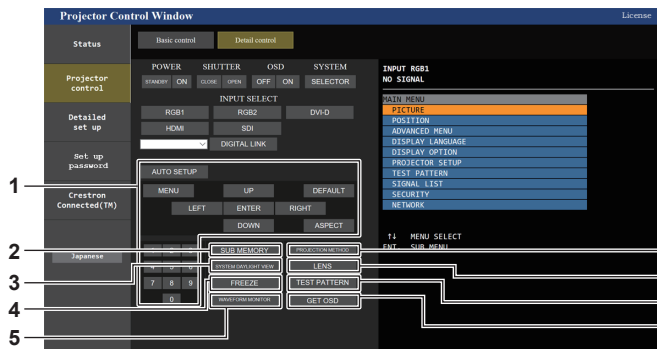 Projector Control Window
License
Status
Projector
control
Detailed
set up
Set up
password
Crestron
Connected(TM)
Japanese
Basic control
Detail control
POWER SHUTTER OSD SYSTEM
STANDBY ON CLOSE OPEN OFF ON SELECTOR
INPUT SELECT
RGB1 RGB2 DVI-D
HDMI SDI
DIGITAL LINK
AUTO SETUP
MENU UP DEFAULT
LEFT ENTER RIGHT
DOWN ASPECT
SUB MEMORY PROJECTION METHOD
SYSTEM DAYLIGHT VIEW LENS
7 8 9 FREEZE TEST PATTERN
0 WAVEFORM MONITOR GET OSD
INPUT RGB1
NO SIGNAL
MAIN MENU
PICTURE
POSITION
ADVANCED MENU
DISPLAY LANGUAGE
DISPLAY OPTION
PROJECTOR SETUP
TEST PATTERN
SIGNAL LIST
SECURITY
NETWORK
↑↓ MENU SELECT
ENT. SUB MENU
1
2
3
4
5